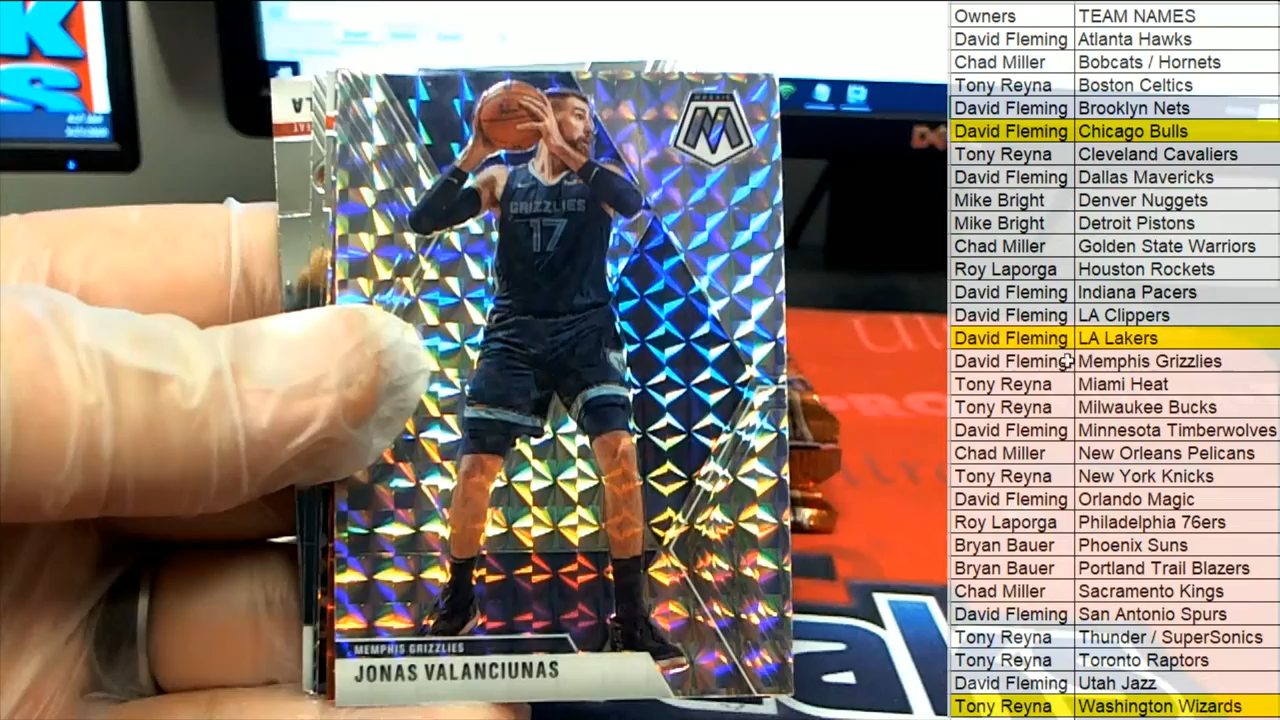 GRIZZLIES
17
MOSAIC
MEMPHIS GRIZZLIES
JONAS VALANCIUNAS
Owners TEAM NAMES
David Fleming Atlanta Hawks
Chad Miller Bobcats / Hornets
Tony Reyna Boston Celtics
David Fleming Brooklyn Nets
David Fleming Chicago Bulls
Tony Reyna Cleveland Cavaliers
David Fleming Dallas Mavericks
Mike Bright Denver Nuggets
Mike Bright Detroit Pistons
Chad Miller Golden State Warriors
Roy Laporga Houston Rockets
David Fleming Indiana Pacers
David Fleming LA Clippers
David Fleming LA Lakers
David Fleming Memphis Grizzlies
Tony Reyna Miami Heat
Tony Reyna Milwaukee Bucks
David Fleming Minnesota Timberwolves
Chad Miller New Orleans Pelicans
Tony Reyna New York Knicks
David Fleming Orlando Magic
Roy Laporga Philadelphia 76ers
Bryan Bauer Phoenix Suns
Bryan Bauer Portland Trail Blazers
Chad Miller Sacramento Kings
David Fleming San Antonio Spurs
Tony Reyna Thunder / SuperSonics
Tony Reyna Toronto Raptors
David Fleming Utah Jazz
Tony Reyna Washington Wizards